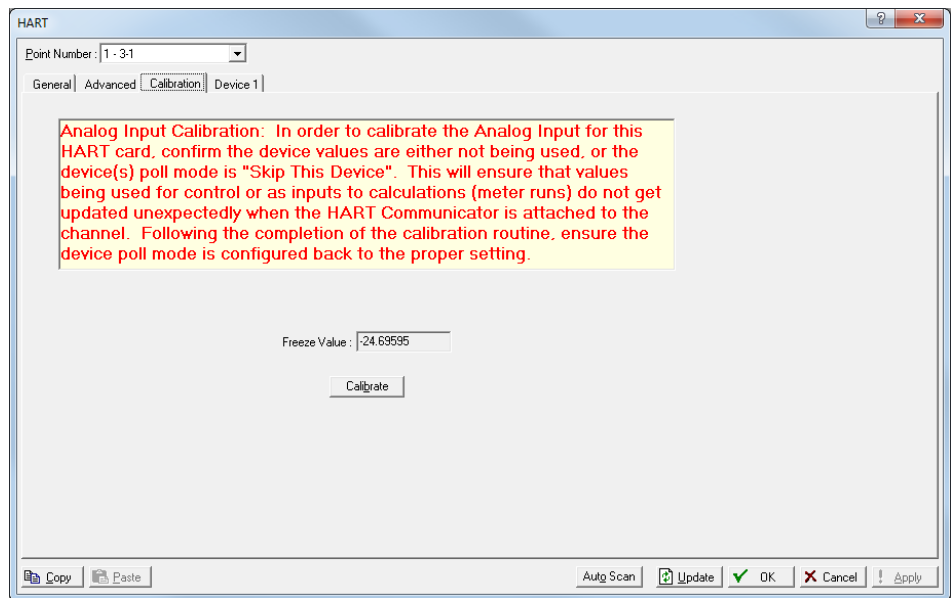 HART
Point Number : 1 - 3-1
General Advanced Calibration Device 1
Analog Input Calibration: In order to calibrate the Analog Input for this
HART card, confirm the device values are either not being used, or the
device(s) poll mode is "Skip This Device". This will ensure that values
being used for control or as inputs to calculations (meter runs) do not get
updated unexpectedly when the HART Communicator is attached to the
channel. Following the completion of the calibration routine, ensure the
device poll mode is configured back to the proper setting.
Freeze Value : -24.69595
Calibrate
Copy Paste Auto Scan Update OK Cancel ! Apply